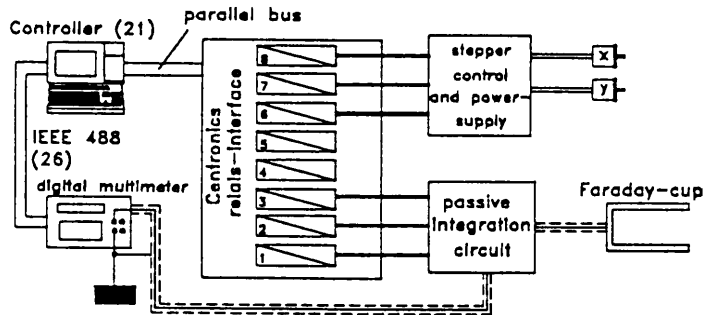 Controller (21)
parallel bus
IEEE 488
(26)
digital multimeter
Centronics
relais-interface
8
7
6
5
4
3
2
1
stepper
control
and power-
supply
x
y
passive
integration
circuit
Faraday-cup